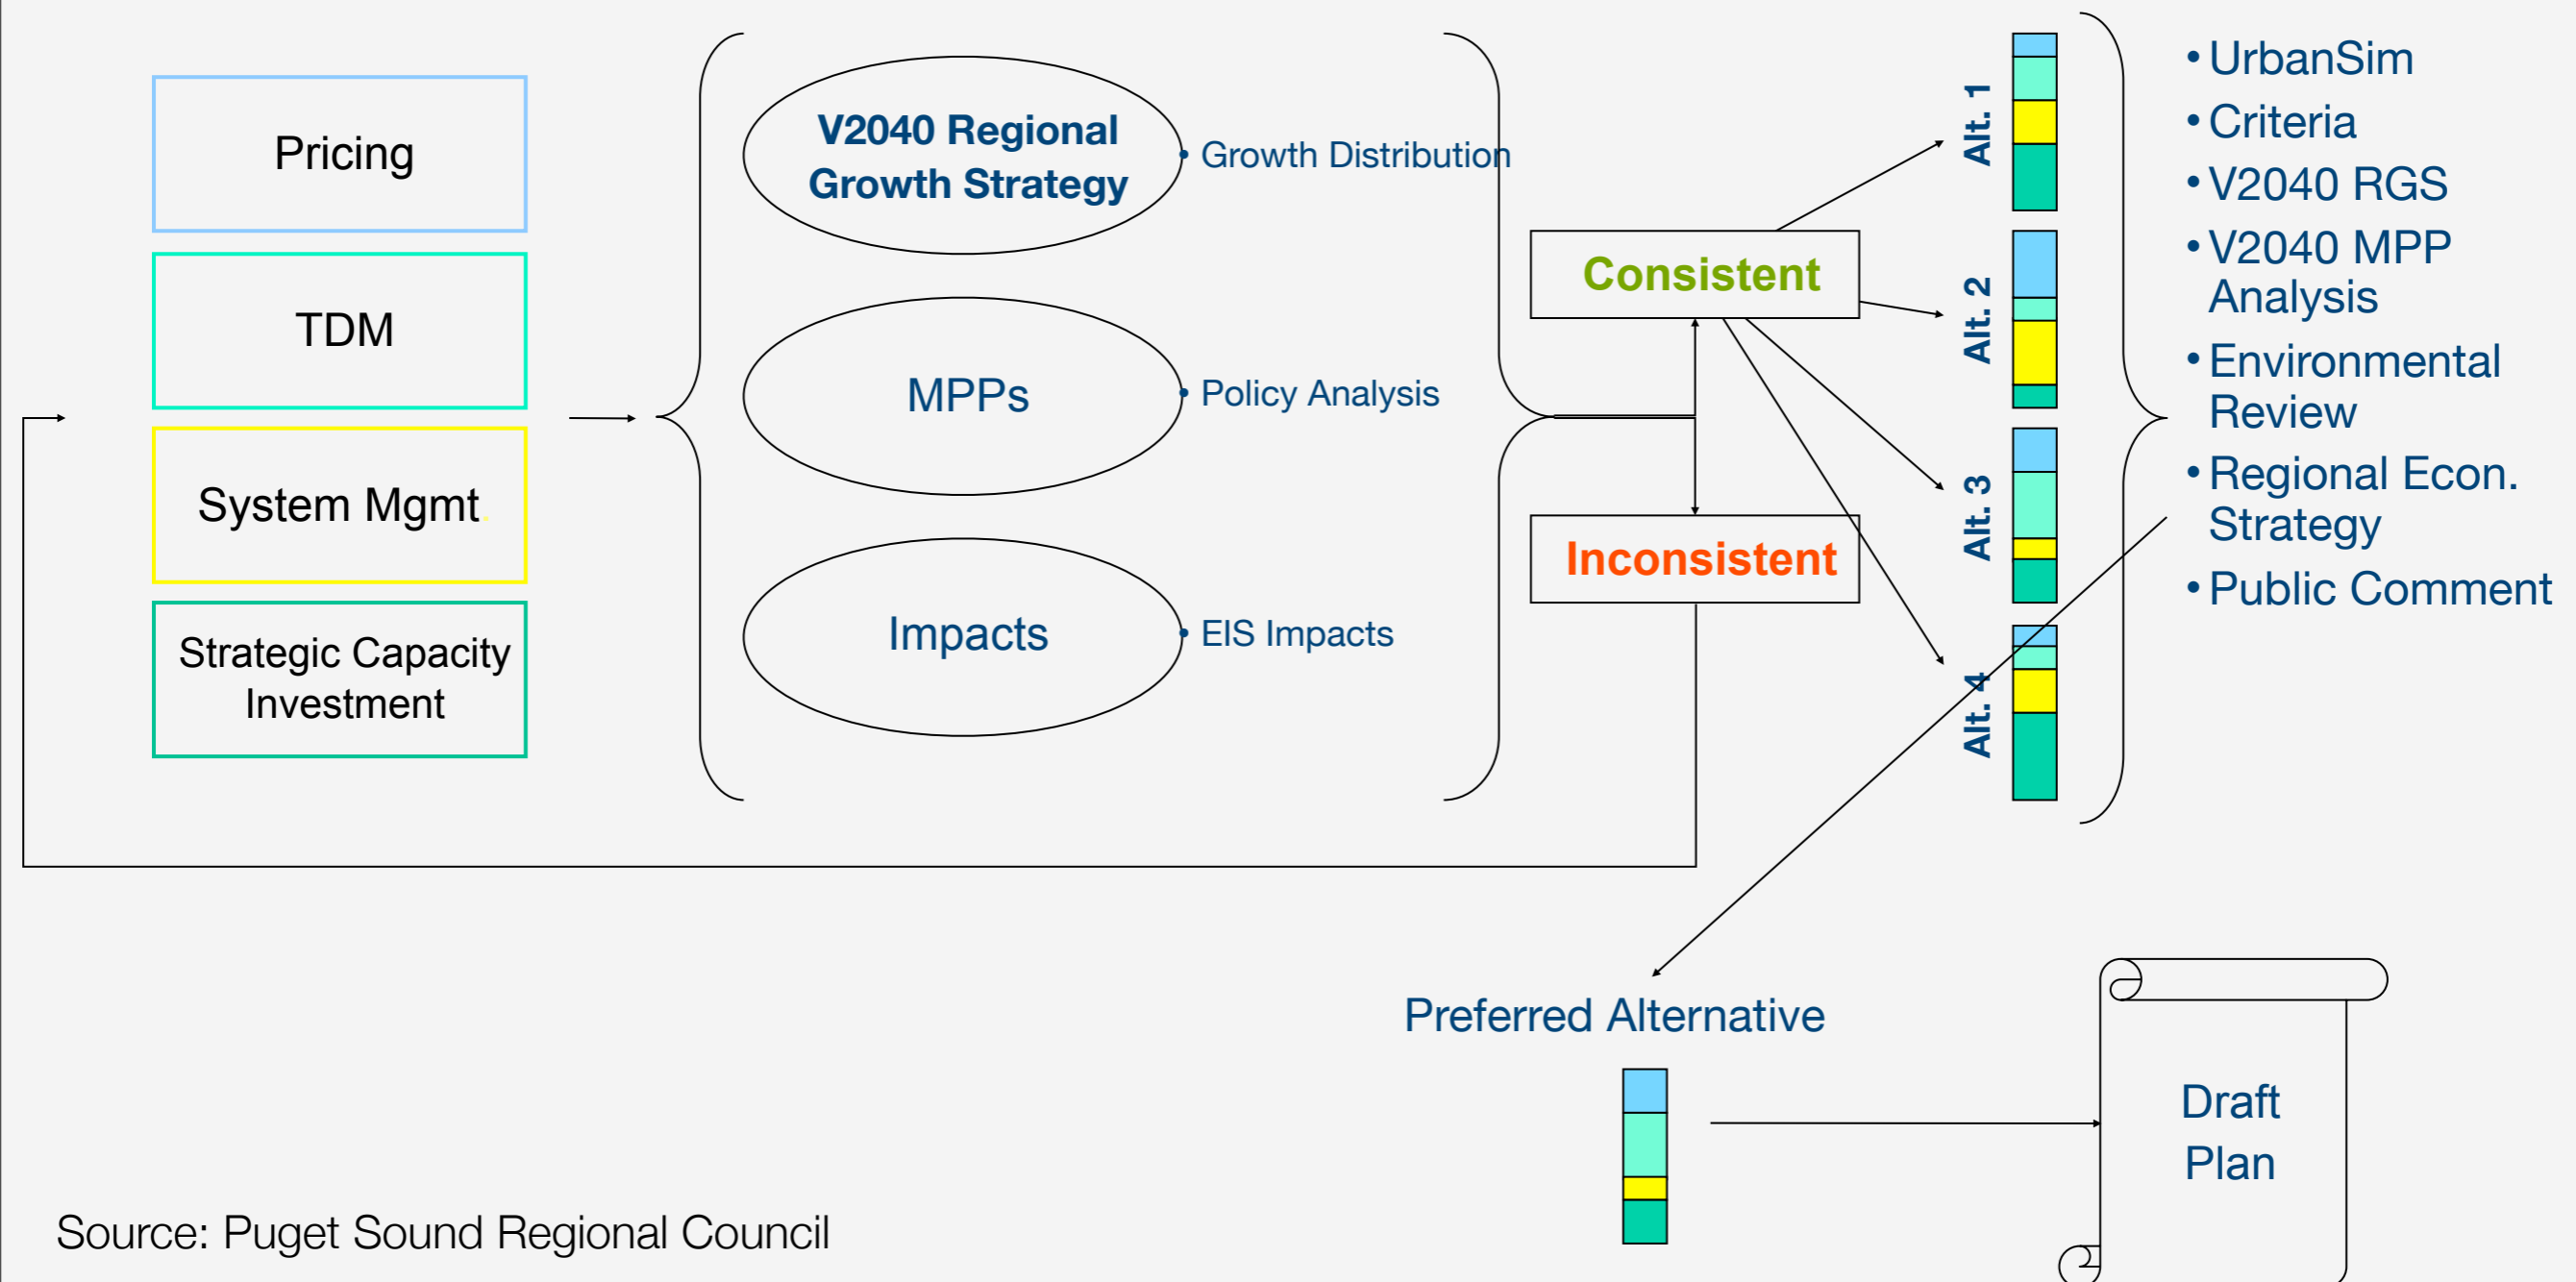 Pricing
TDM
System Mgmt.
Strategic Capacity
Investment
V2040 Regional
Growth Strategy
• Growth Distribution
MPPs
• Policy Analysis
Impacts
• EIS Impacts
Consistent
Inconsistent
Alt. 1
Alt. 2
Alt. 3
Alt. 4
• UrbanSim
• Criteria
• V2040 RGS
• V2040 MPP
Analysis
• Environmental
Review
• Regional Econ.
Strategy
• Public Comment
Preferred Alternative
Draft
Plan
Source: Puget Sound Regional Council